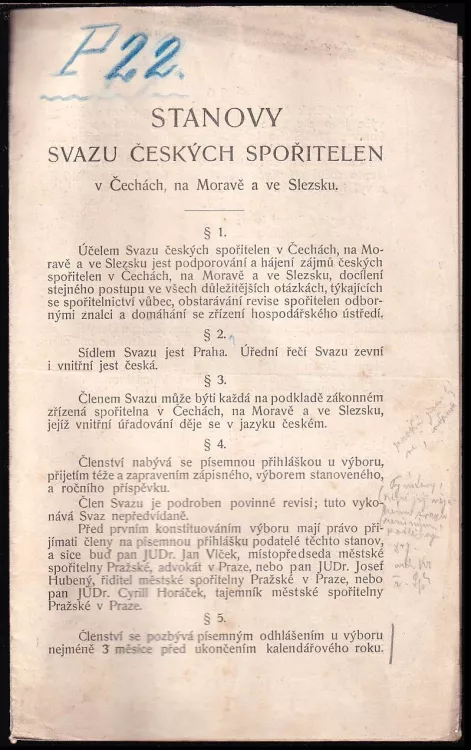 P 22.
STANOVY
SVAZU ČESKÝCH SPOŘITELEN
v Čechách, na Moravě a ve Slezsku.
§ 1.
Účelem Svazu českých spořitelen v Čechách, na Mo-
ravě a ve Slezsku jest podporování a hájení zájmů českých
spořitelen v Čechách, na Moravě a ve Slezsku, docílení
stejného postupu ve všech důležitějších otázkách, týkajících
se spořitelnictví vůbec, obstarávání revise spořitelen odbor-
nými znalci a domáhání se zřízení hospodářského ústředí.
§ 2.
Sídlem Svazu jest Praha. Úřední řečí Svazu zevní
i vnitřní jest česká.
§ 3.
Členem Svazu může býti každá na podkladě zákonném
zřízená spořitelna v Čechách, na Moravě a ve Slezsku,
jejíž vnitřní úřadování děje se v jazyku českém.
§ 4.
Členství nabývá se písemnou přihláškou u výboru,
přijetím téže a zapravením zápisného, výborem stanoveného,
a ročního příspěvku.
Člen Svazu je podroben povinné revisi; tuto vyko-
nává Svaz nepředvídaně.
Před prvním konstituováním výboru mají právo při-
jímati členy na písemnou přihlášku podatelé těchto stanov,
a sice buď pan JUDr. Jan Vlček, místopředseda městské
spořitelny Pražské, advokát v Praze, nebo pan JUDr. Josef
Hubený, ředitel městské spořitelny Pražské v Praze, nebo
pan JUDr. Cyrill Horáček, tajemník městské spořitelny
Pražské v Praze.
§ 5.
Členství se pozbývá písemným odhlášením u výboru
nejméně 3 měsíce před ukončením kalendářového roku.